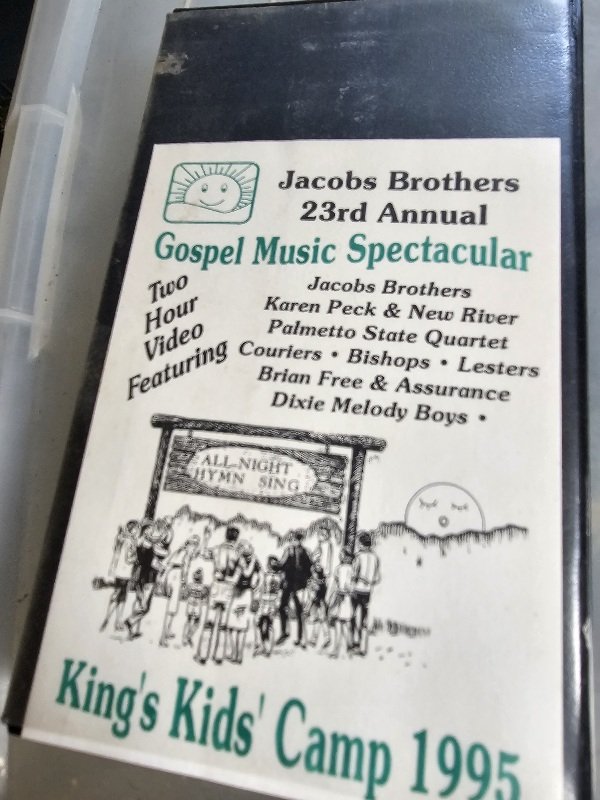 Jacobs Brothers
23rd Annual
Gospel Music Spectacular
Two
Hour
Video
Featuring
Jacobs Brothers
Karen Peck & New River
Palmetto State Quartet
Couriers • Bishops • Lesters
Brian Free & Assurance
Dixie Melody Boys •
ALL-NIGHT
HYMN SING
King's Kids' Camp 1995